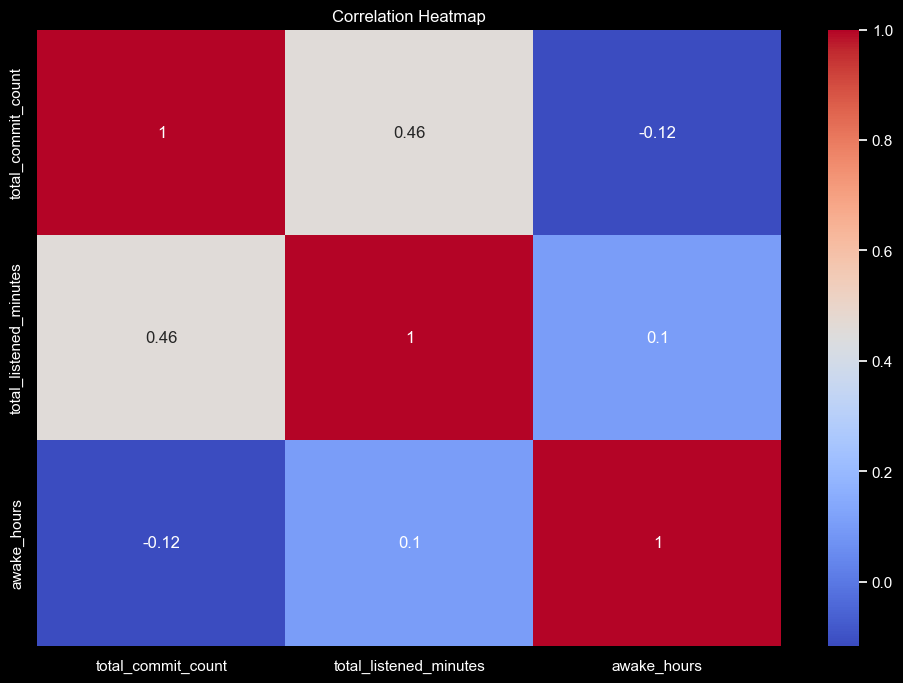 Correlation Heatmap
total_commit_count
1
0.46
-0.12
total_listened_minutes
0.46
1
0.1
awake_hours
-0.12
0.1
1
total_commit_count
total_listened_minutes
awake_hours
1.0
0.8
0.6
0.4
0.2
0.0